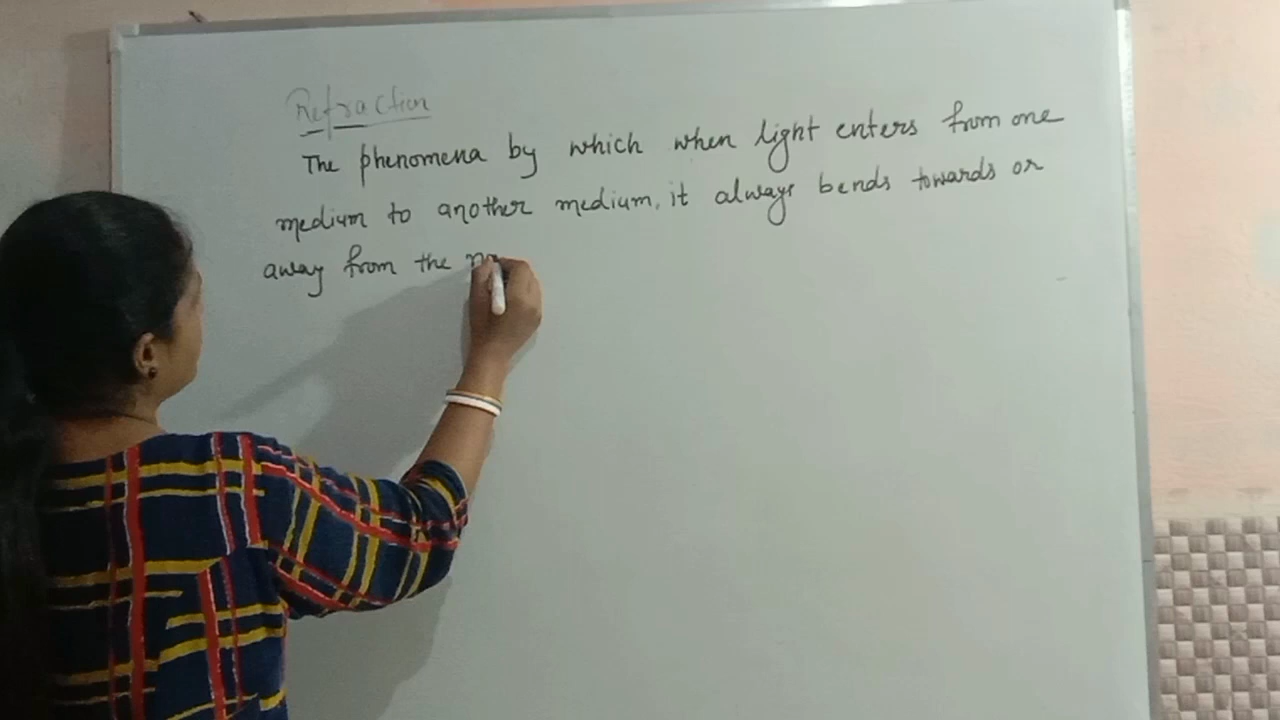 Refraction
The phenomena by which when light enters from one
medium to another medium, it always bends towards or
away from the